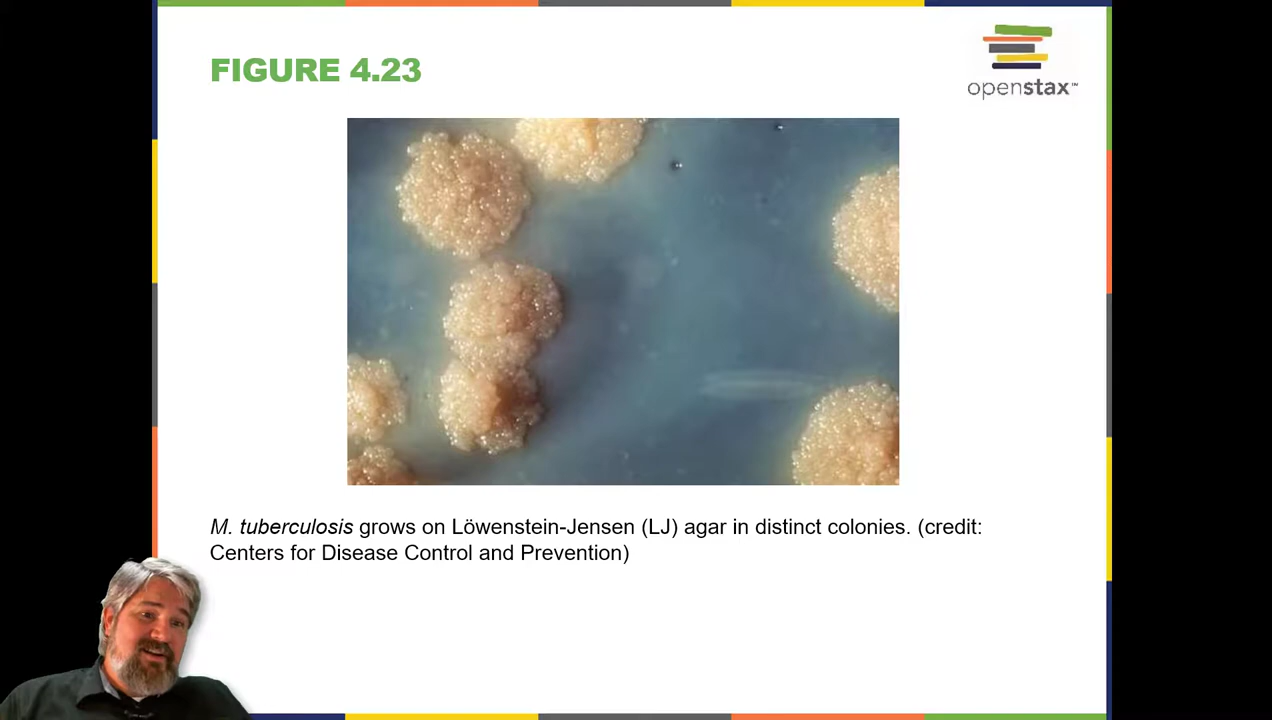 FIGURE 4.23
openstax™
M. tuberculosis grows on Löwenstein-Jensen (LJ) agar in distinct colonies. (credit:
Centers for Disease Control and Prevention)